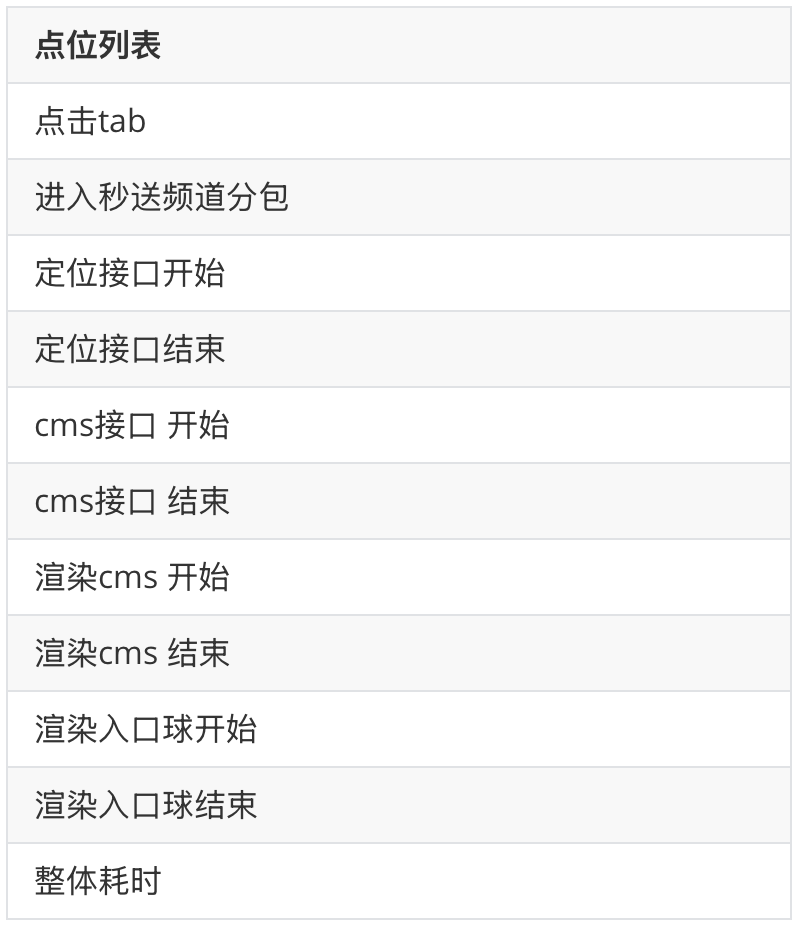 点位列表
点击tab
进入秒送频道分包
定位接口开始
定位接口结束
cms接口 开始
cms接口 结束
渲染cms 开始
渲染cms 结束
渲染入口球开始
渲染入口球结束
整体耗时